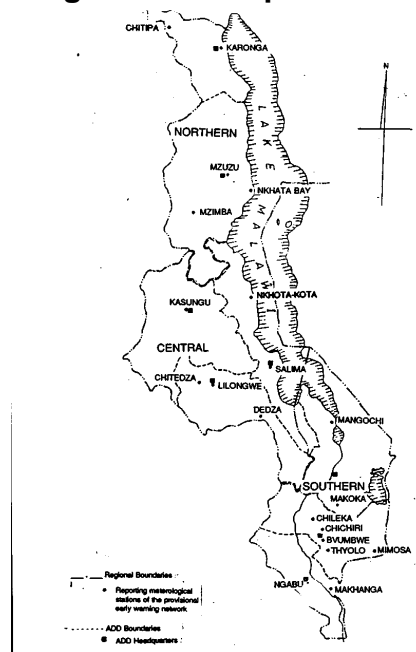 CHITIPA
KARONGA
N
LAKE MALAWI
NORTHERN
MZUZU
NKHATA BAY
MZIMBA
NKHOTA-KOTA
KASUNGU
CENTRAL
SALIMA
CHITEDZA
LILONGWE
DEDZA
MANGOCHI
SOUTHERN
MAKOKA
CHILEKA
CHICHIRI
BVUMBWE
THYOLO
MIMOSA
NGABU
MAKHANGA
Regional Boundaries
Reporting meterological
stations of the provisional
early warning network
ADD Boundaries
ADD Headquarters